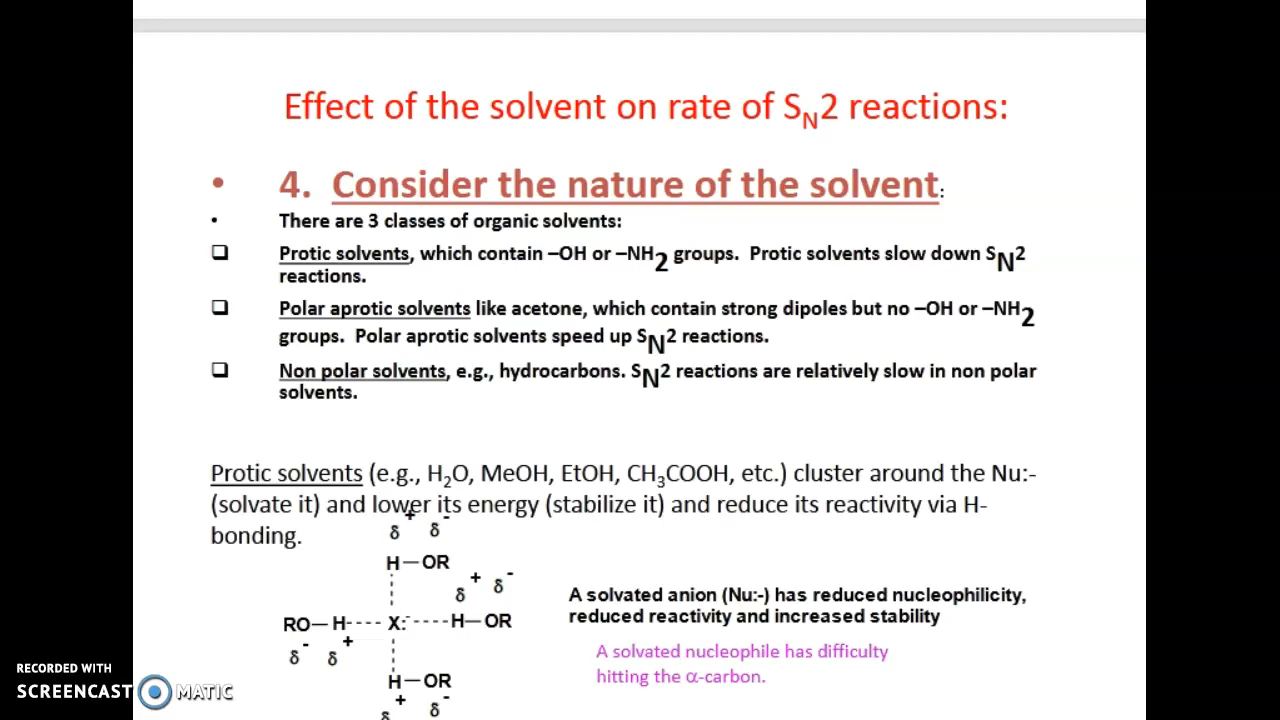 Effect of the solvent on rate of SN2 reactions:
• 4. Consider the nature of the solvent:
• There are 3 classes of organic solvents:
❑ Protic solvents, which contain –OH or –NH2 groups. Protic solvents slow down SN2
reactions.
❑ Polar aprotic solvents like acetone, which contain strong dipoles but no –OH or –NH2
groups. Polar aprotic solvents speed up SN2 reactions.
❑ Non polar solvents, e.g., hydrocarbons. SN2 reactions are relatively slow in non polar
solvents.
Protic solvents (e.g., H2O, MeOH, EtOH, CH3COOH, etc.) cluster around the Nu:-
(solvate it) and lower its energy (stabilize it) and reduce its reactivity via H-
bonding.
δ+ δ-
H—OR
δ+ δ-
RO—H----X:-----H—OR
δ- δ+
H—OR
δ+ δ-
A solvated anion (Nu:-) has reduced nucleophilicity,
reduced reactivity and increased stability
A solvated nucleophile has difficulty
hitting the α-carbon.
RECORDED WITH
SCREENCAST MATIC